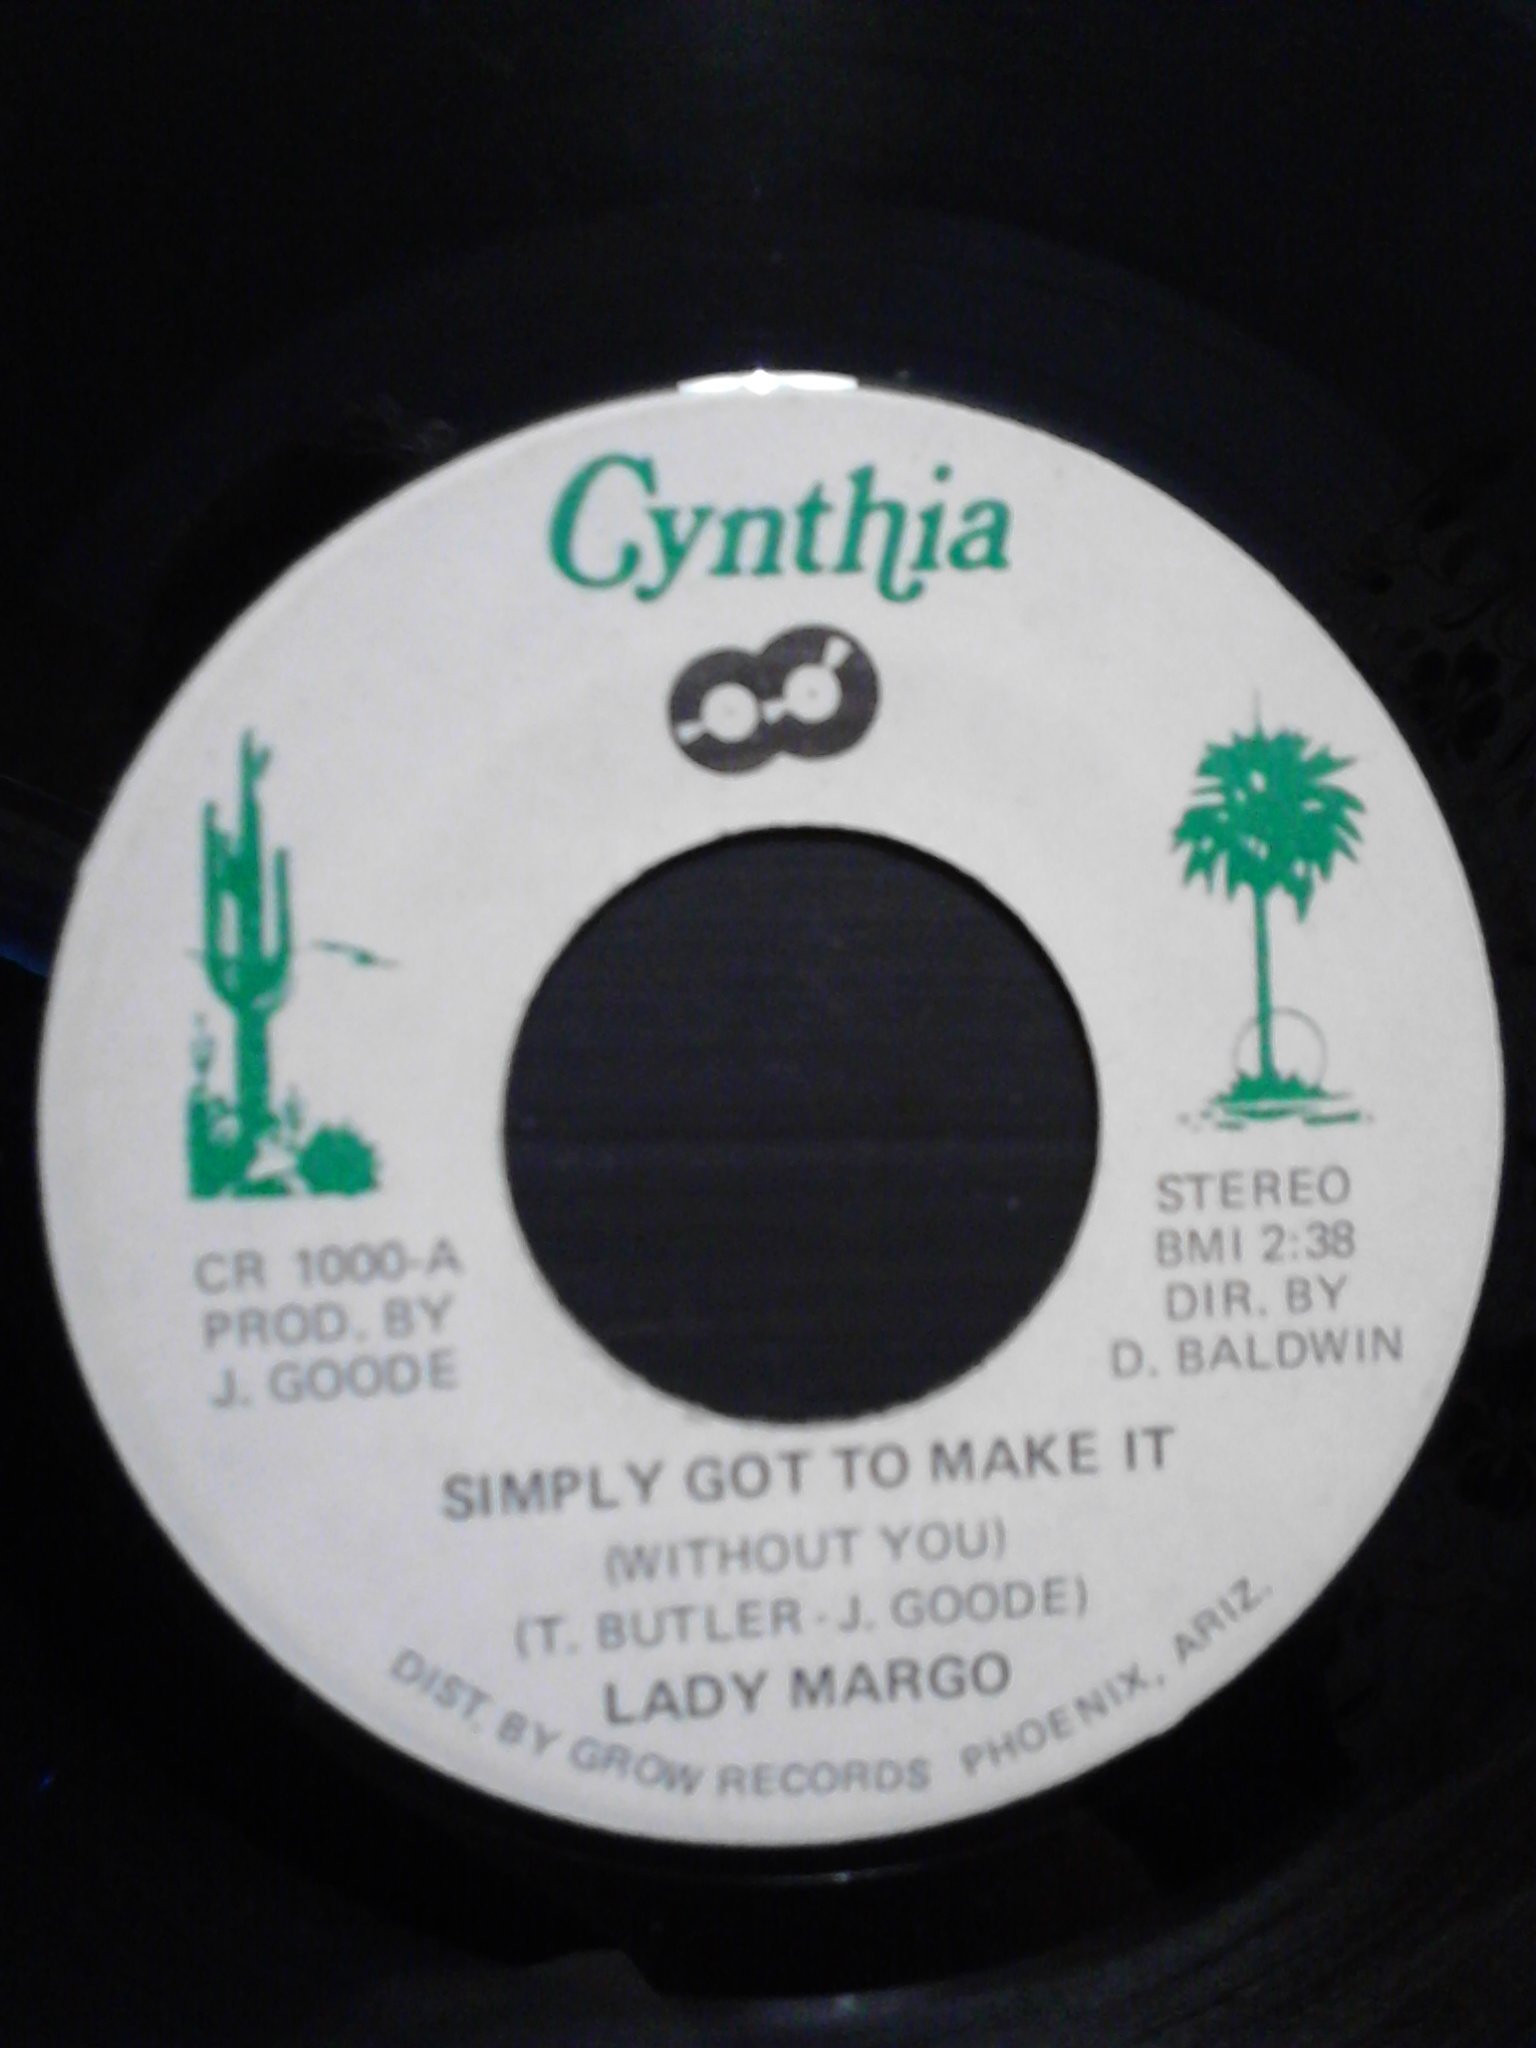 Cynthia
CR 1000-A
PROD. BY
J. GOODE
STEREO
BMI 2:38
DIR. BY
D. BALDWIN
SIMPLY GOT TO MAKE IT
(WITHOUT YOU)
(T. BUTLER - J. GOODE)
LADY MARGO
DIST. BY GROW RECORDS PHOENIX, ARIZ.